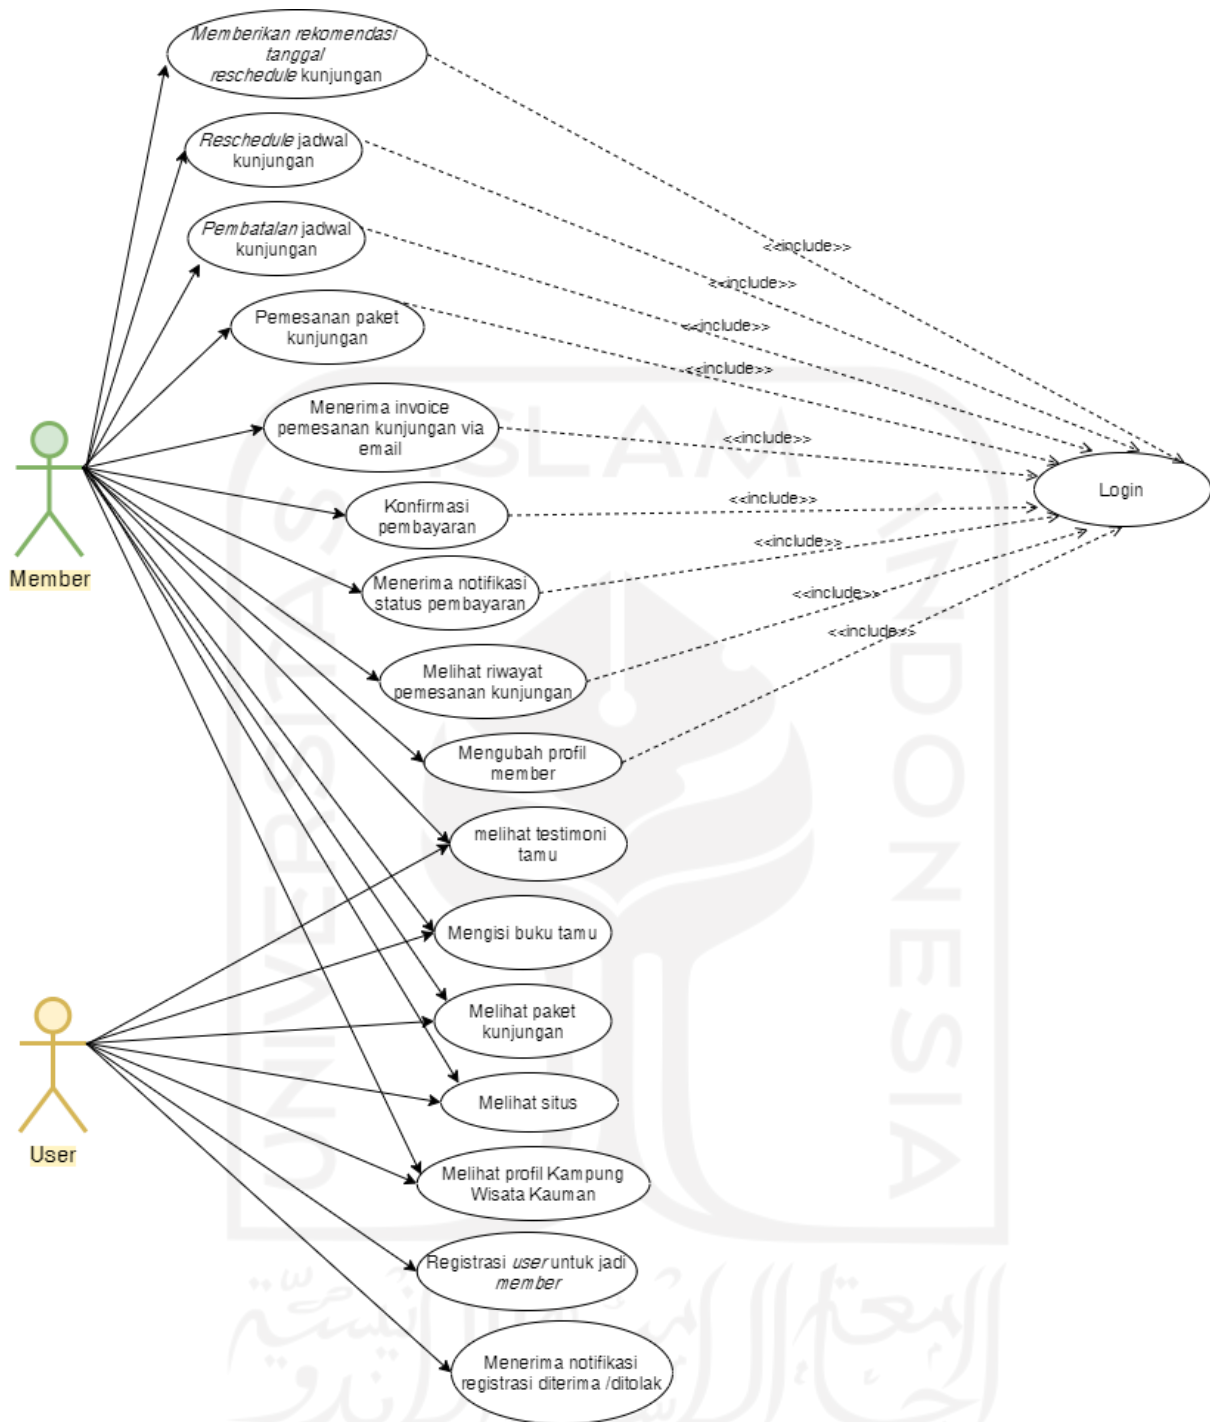 Memberikan rekomendasi
tanggal
reschedule kunjungan
Reschedule jadwal
kunjungan
Pembatalan jadwal
kunjungan
Pemesanan paket
kunjungan
Menerima invoice
pemesanan kunjungan via
email
Konfirmasi
pembayaran
Menerima notifikasi
status pembayaran
Melihat riwayat
pemesanan kunjungan
Mengubah profil
member
melihat testimoni
tamu
Mengisi buku tamu
Melihat paket
kunjungan
Melihat situs
Melihat profil Kampung
Wisata Kauman
Registrasi user untuk jadi
member
Menerima notifikasi
registrasi diterima /ditolak
Member
User
<<include>>
<<include>>
<<include>>
<<include>>
<<include>>
<<include>>
<<include>>
<<include>>
<<include>>
Login
UNIVERSITAS
ISLAM
INDONESIA